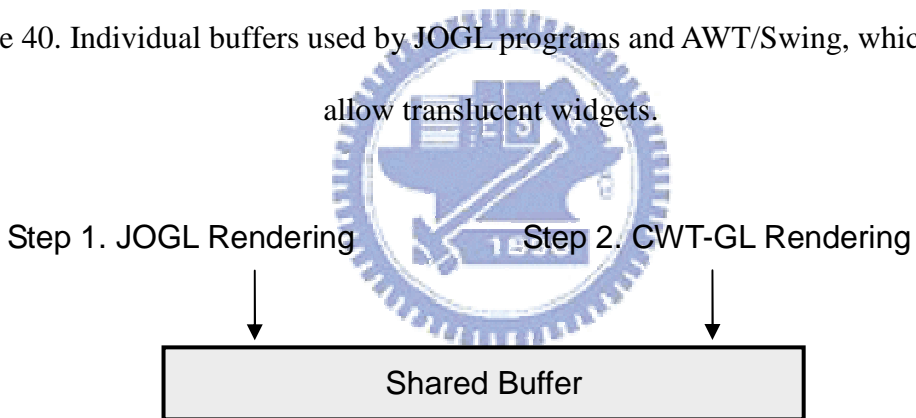 e 40. Individual buffers used by JOGL programs and AWT/Swing, whic
allow translucent widgets.
Step 1. JOGL Rendering
Step 2. CWT-GL Rendering
Shared Buffer